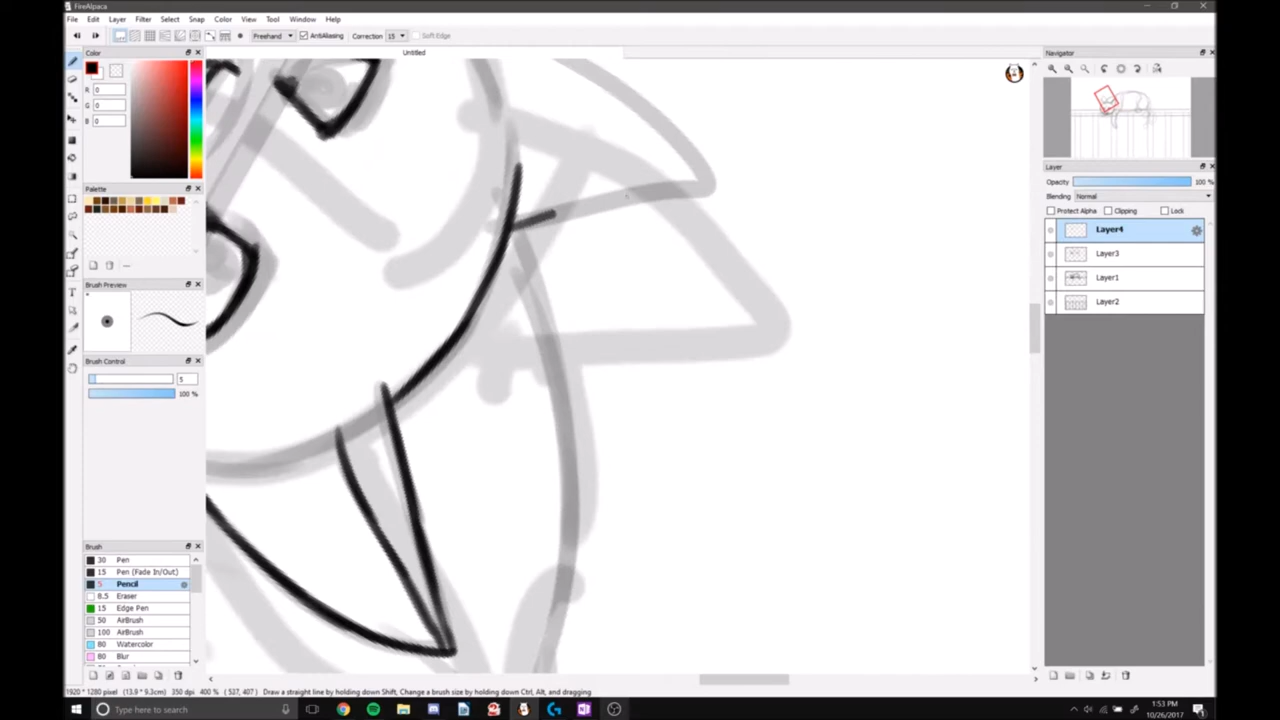 FireAlpaca
File Edit Layer Filter Select Snap Color View Tool Window Help
Freehand AntiAliasing Correction 15 Soft Edge
Untitled
Color
R 0
G 0
B 0
Palette
Brush Preview
Brush Control
5
100 %
Brush
30 Pen
15 Pen (Fade In/Out)
5 Pencil
8.5 Eraser
15 Edge Pen
50 AirBrush
100 AirBrush
80 Watercolor
80 Blur
Navigator
Layer
Opacity 100 %
Blending Normal
Protect Alpha Clipping Lock
Layer4
Layer3
Layer1
Layer2
1920 * 1280 pixel (13.9 * 9.3cm) 350 dpi 400 % ( 527, 407 ) Draw a straight line by holding down Shift, Change a brush size by holding down Ctrl, Alt, and dragging
Type here to search
1:53 PM
10/26/2017